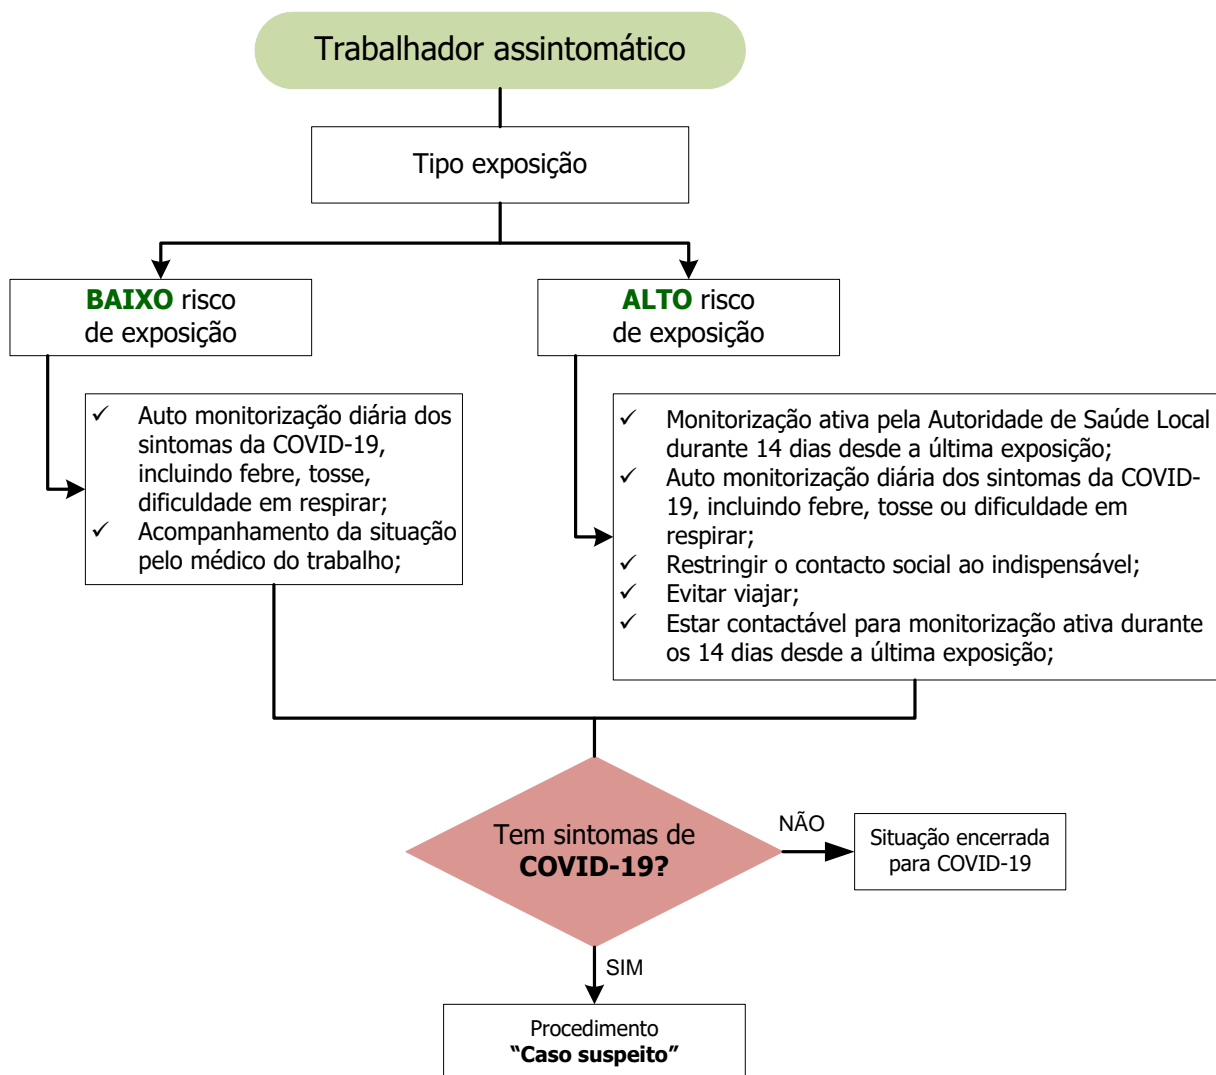 Trabalhador assintomático
Tipo exposição
BAIXO risco
de exposição
ALTO risco
de exposição
✓ Auto monitorização diária dos
sintomas da COVID-19,
incluindo febre, tosse,
dificuldade em respirar;
✓ Acompanhamento da situação
pelo médico do trabalho;
✓ Monitorização ativa pela Autoridade de Saúde Local
durante 14 dias desde a última exposição;
✓ Auto monitorização diária dos sintomas da COVID-
19, incluindo febre, tosse ou dificuldade em
respirar;
✓ Restringir o contacto social ao indispensável;
✓ Evitar viajar;
✓ Estar contactável para monitorização ativa durante
os 14 dias desde a última exposição;
Tem sintomas de
COVID-19?
NÃO
Situação encerrada
para COVID-19
SIM
Procedimento
“Caso suspeito”